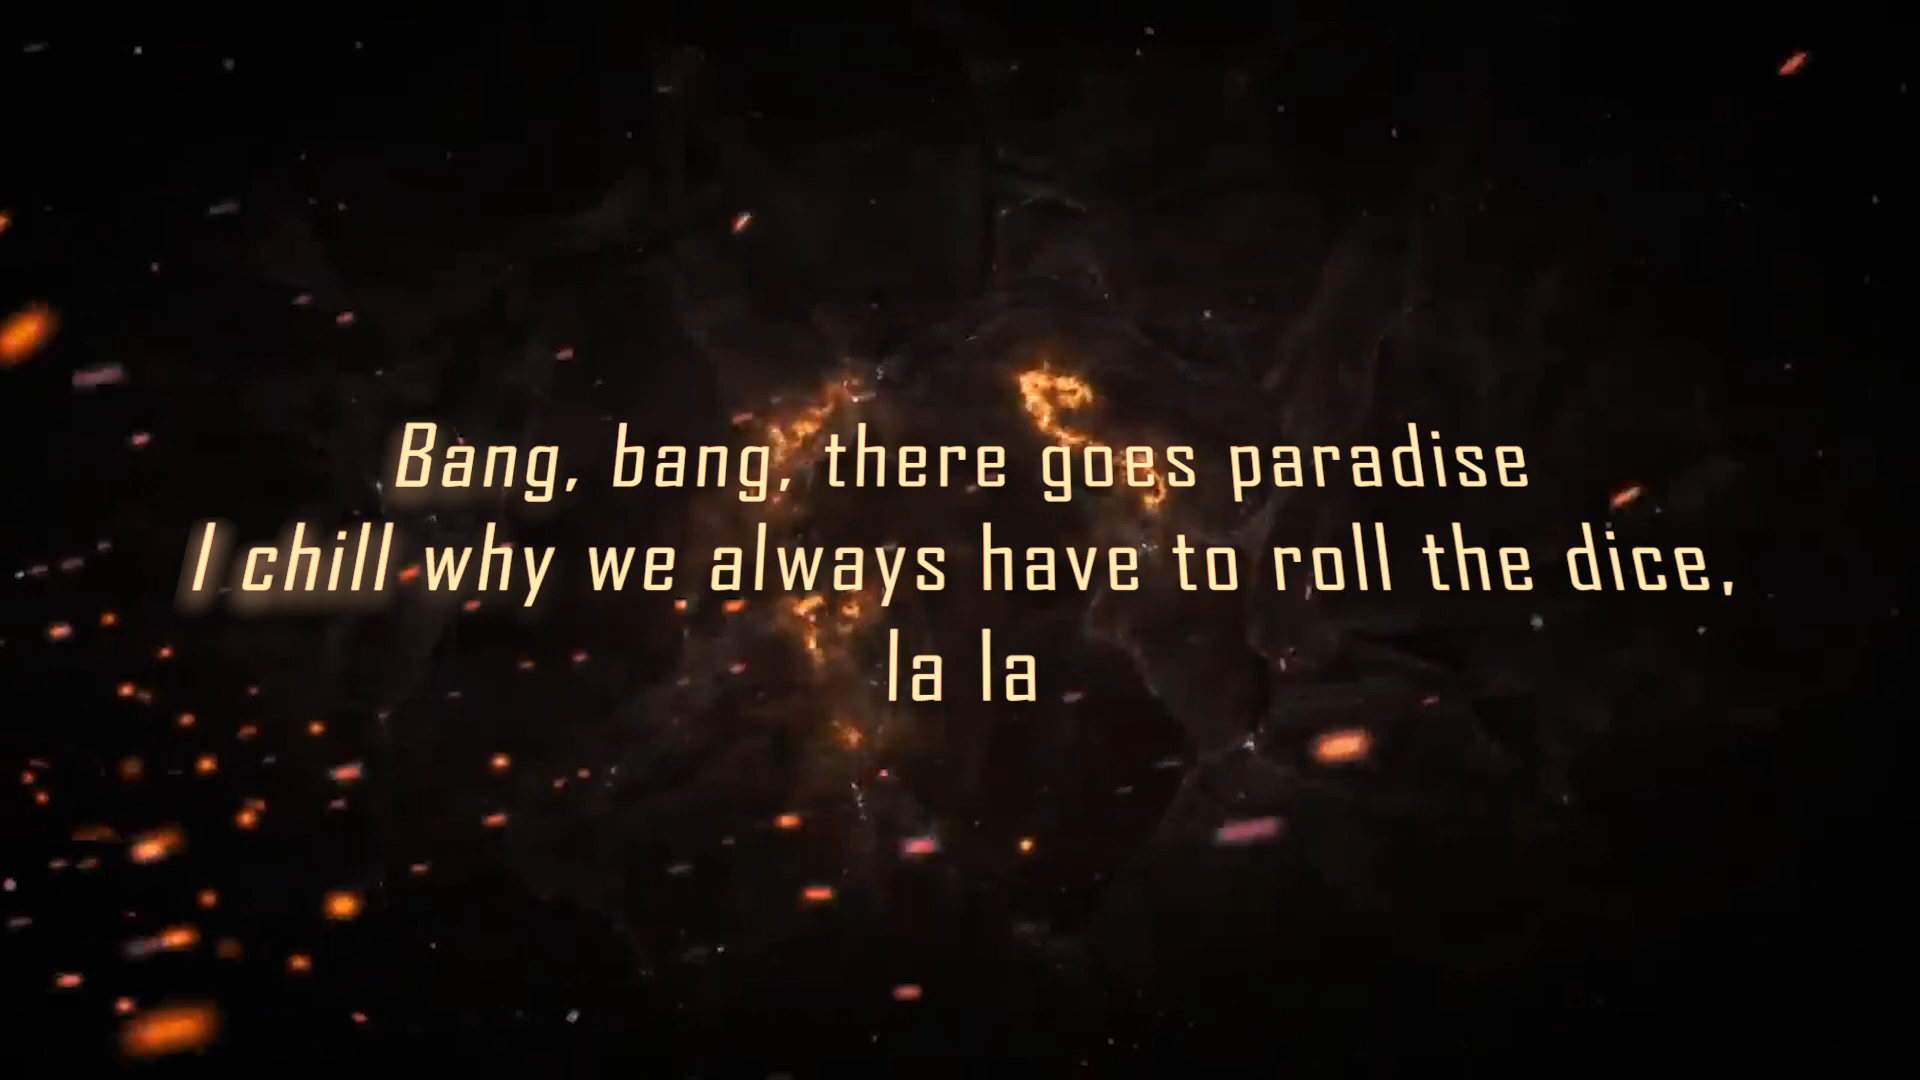 Bang, bang, there goes paradise
I chill why we always have to roll the dice,
la la